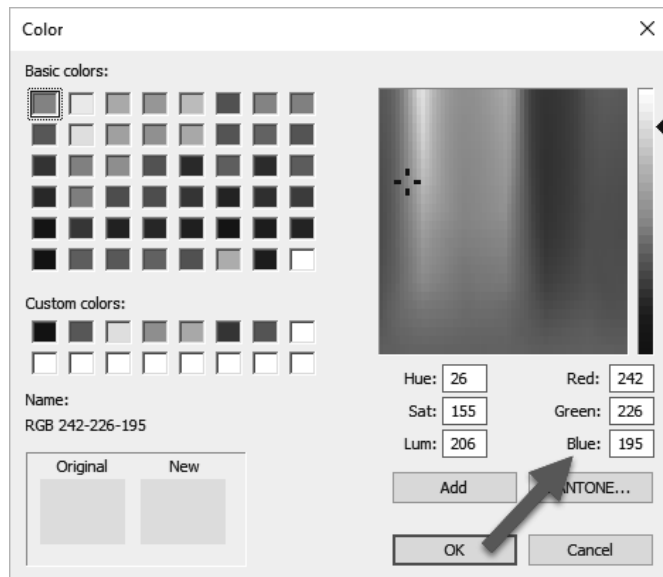 Color
Basic colors:
Custom colors:
Name:
RGB 242-226-195
Original New
Hue: 26 Red: 242
Sat: 155 Green: 226
Lum: 206 Blue: 195
Add ANTONE...
OK Cancel